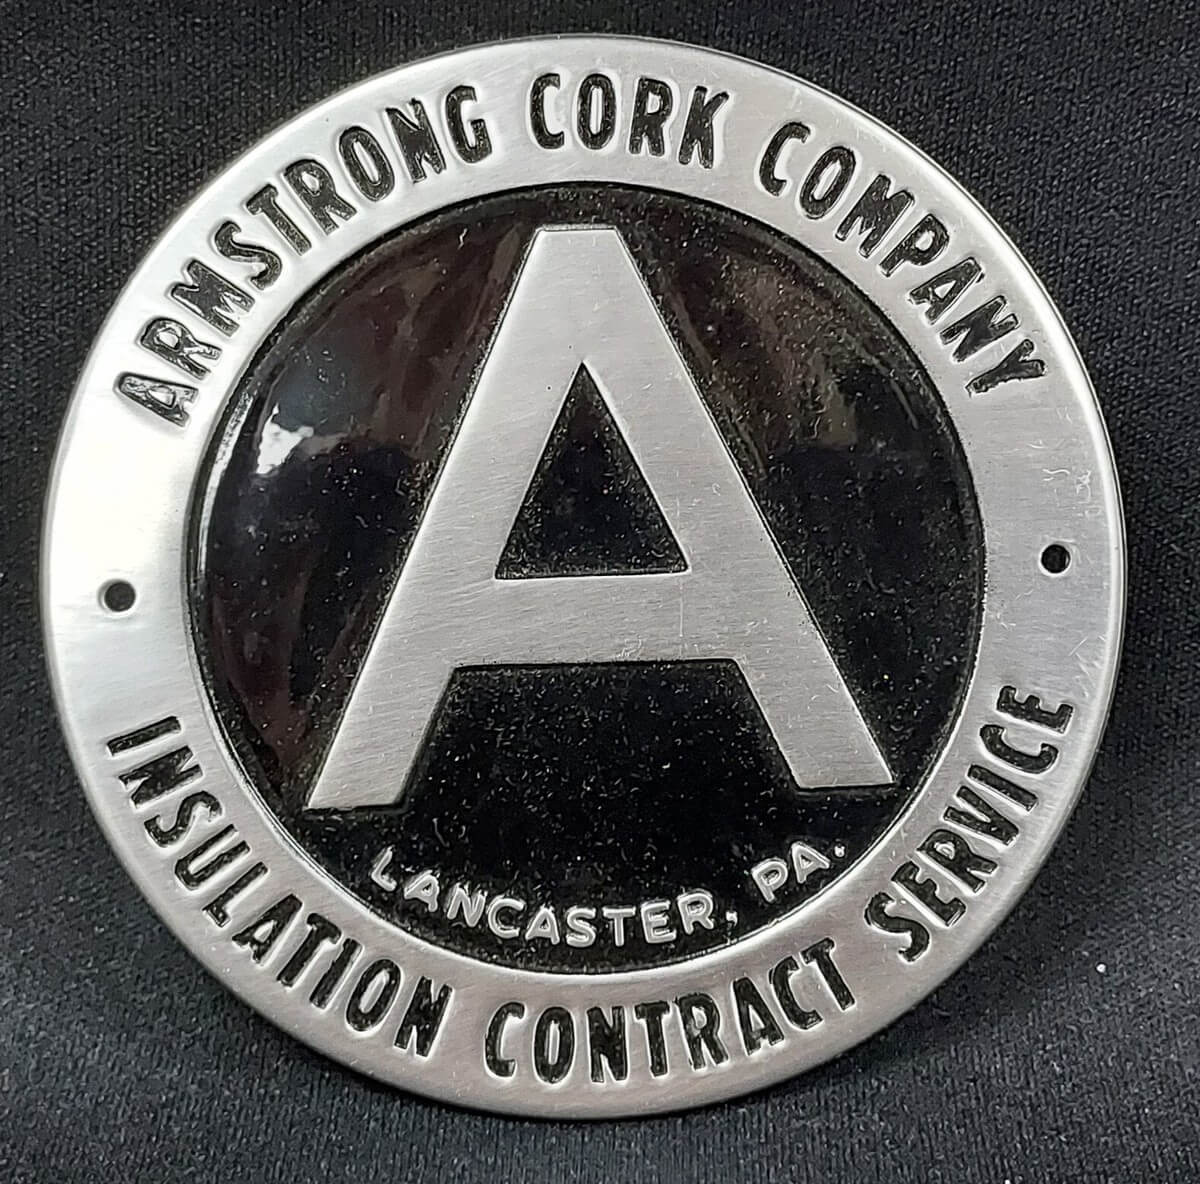 ARMSTRONG CORK COMPANY
A
LANCASTER, PA.
INSULATION CONTRACT SERVICE